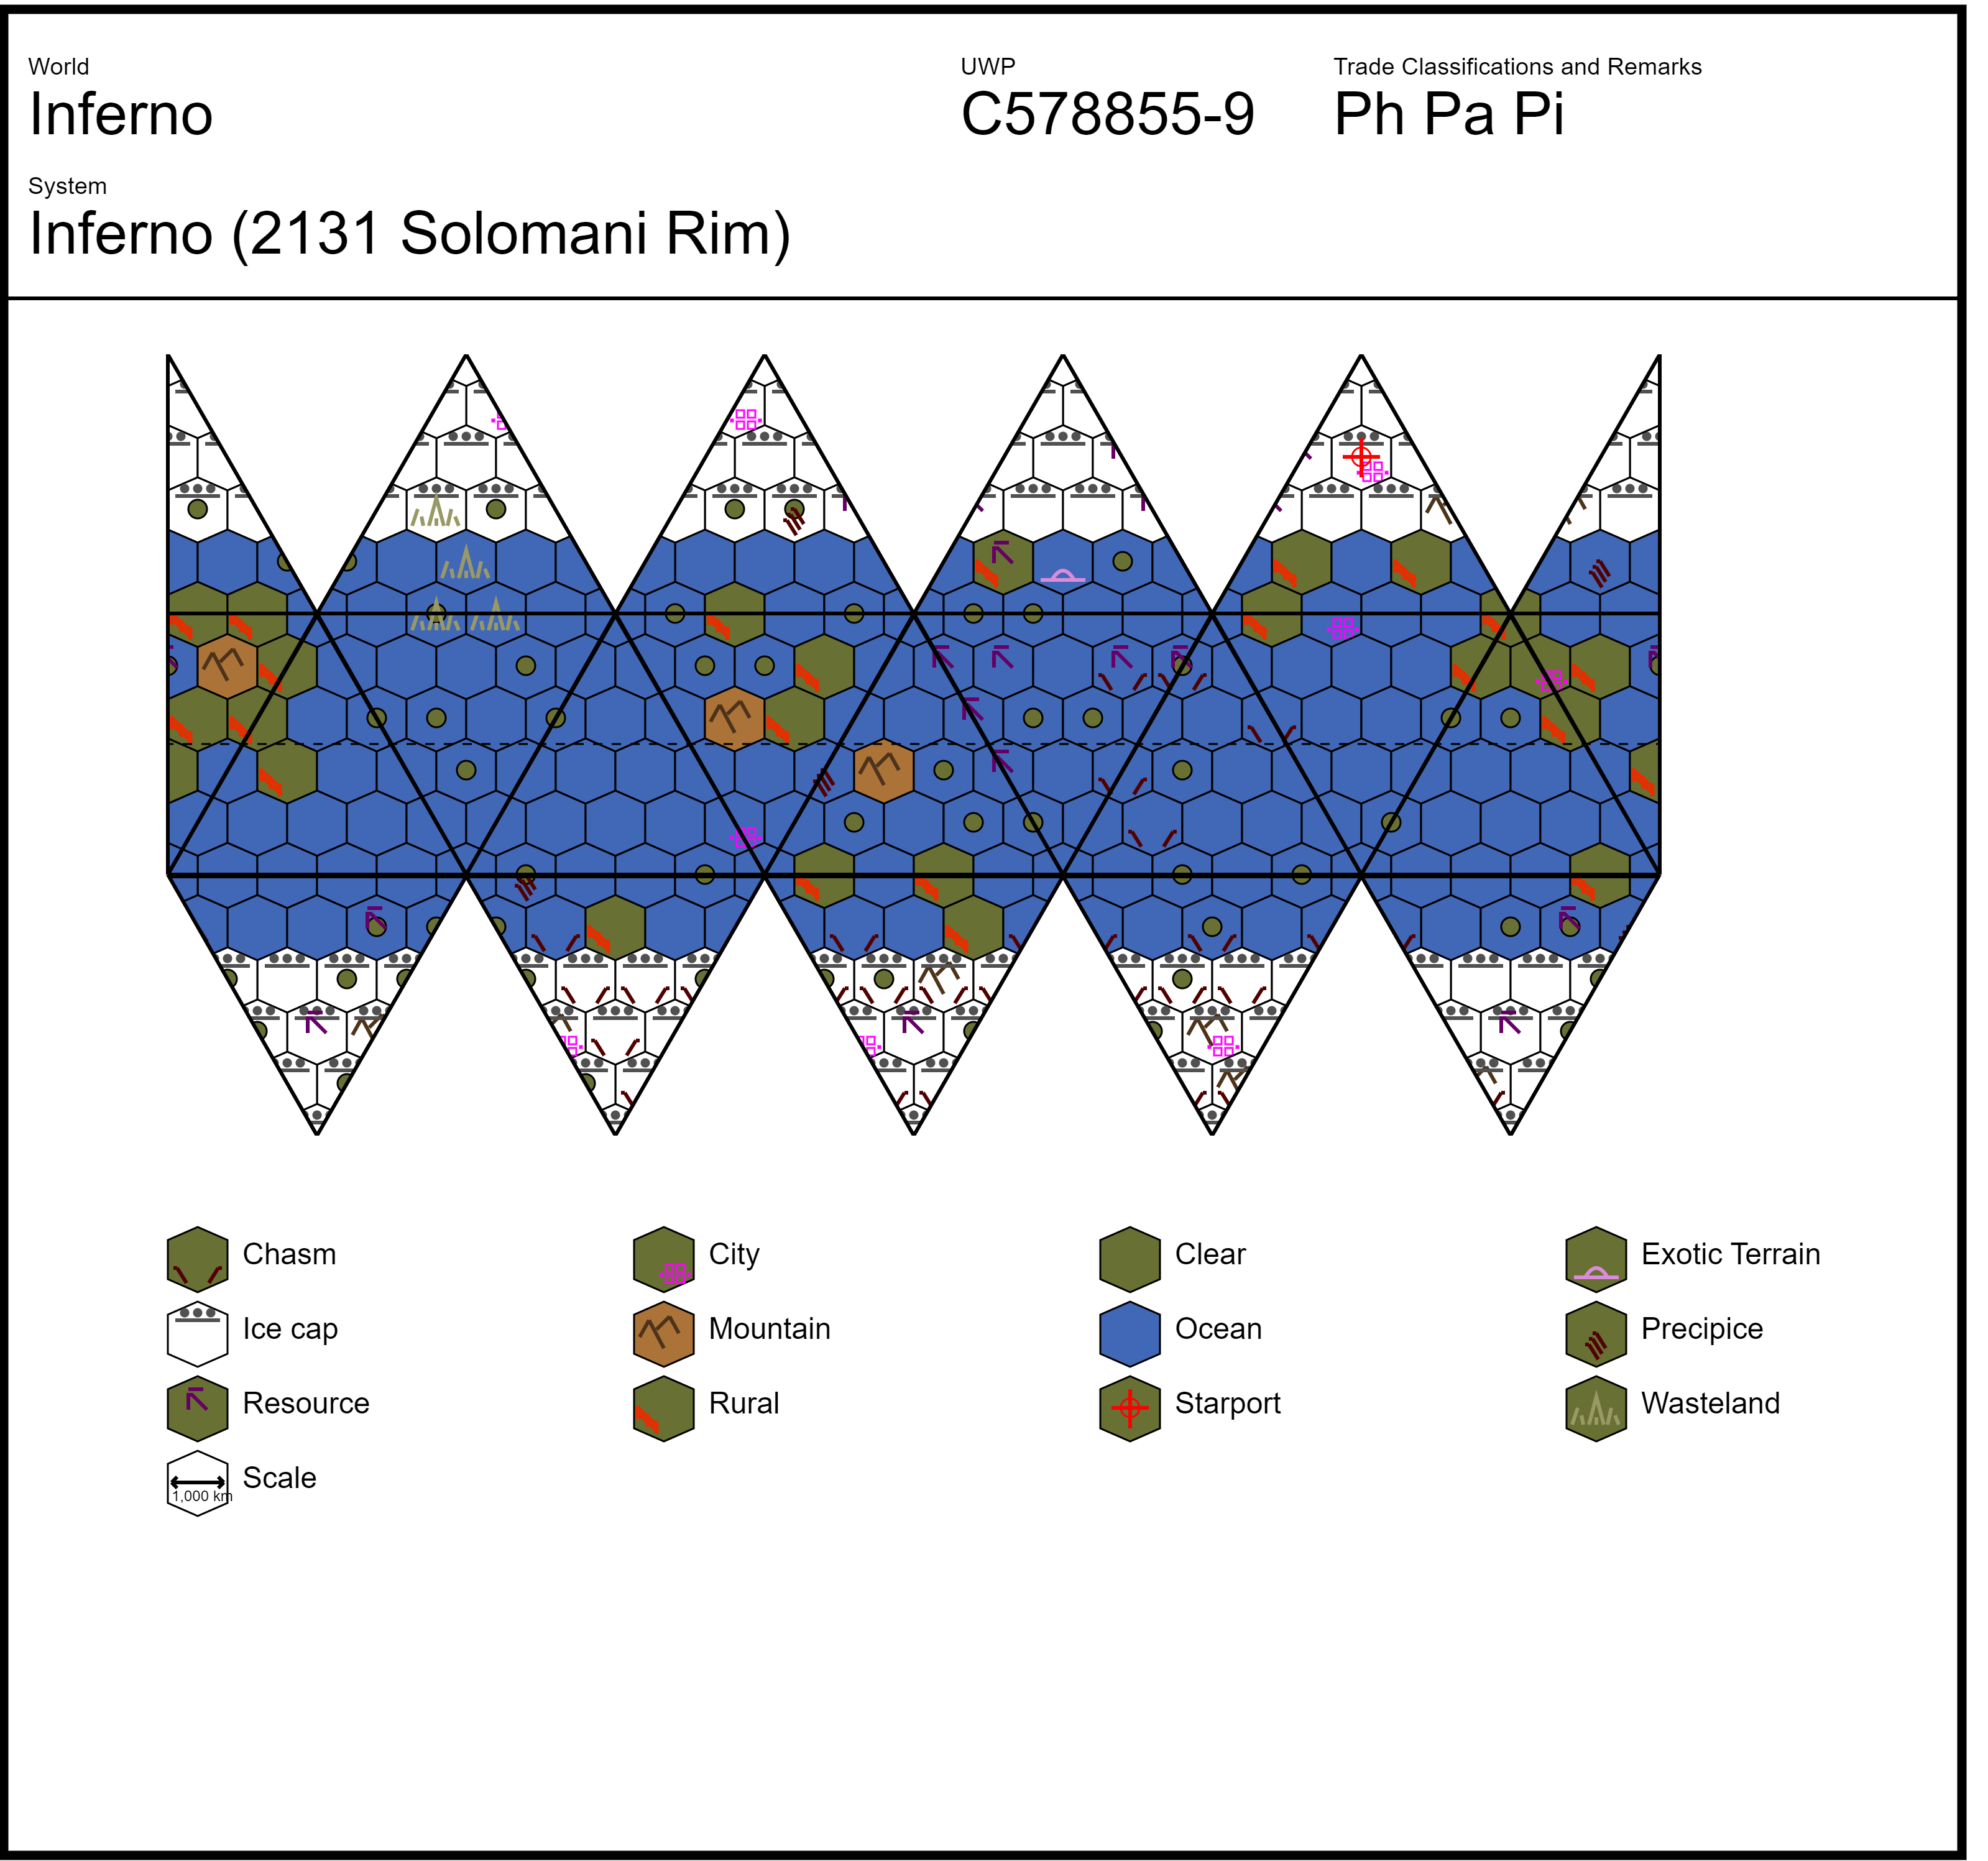 World
Inferno
UWP
C578855-9
Trade Classifications and Remarks
Ph Pa Pi
System
Inferno (2131 Solomani Rim)
Chasm
City
Clear
Exotic Terrain
Ice cap
Mountain
Ocean
Precipice
Resource
Rural
Starport
Wasteland
1,000 km
Scale